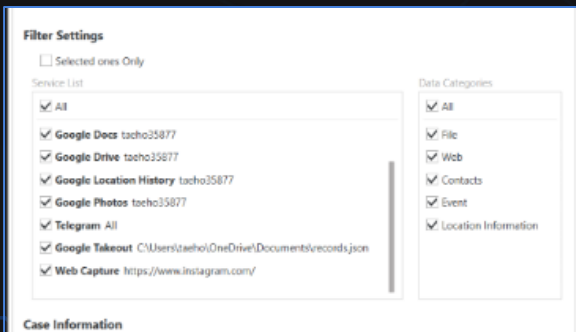 Filter Settings
Selected ones Only
Service List
All
Google Docs taeho35877
Google Drive taeho35877
Google Location History taeho35877
Google Photos taeho35877
Telegram All
Google Takeout C:\Users\taeho\OneDrive\Documents\records.json
Web Capture https://www.instagram.com/
Data Categories
All
File
Web
Contacts
Event
Location Information
Case Information